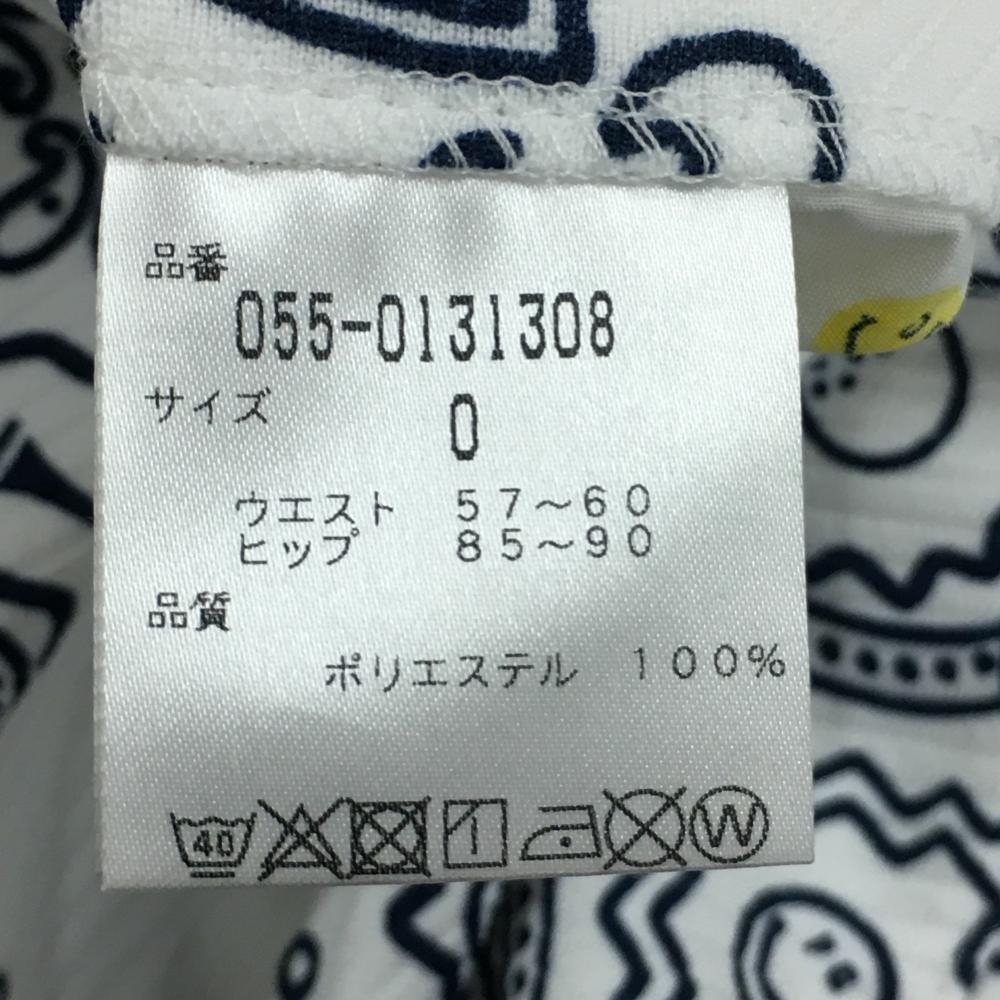 品番
055-0131308
サイズ
0
ウエスト 57〜60
ヒップ 85〜90
品質
ポリエステル 100%
40 W